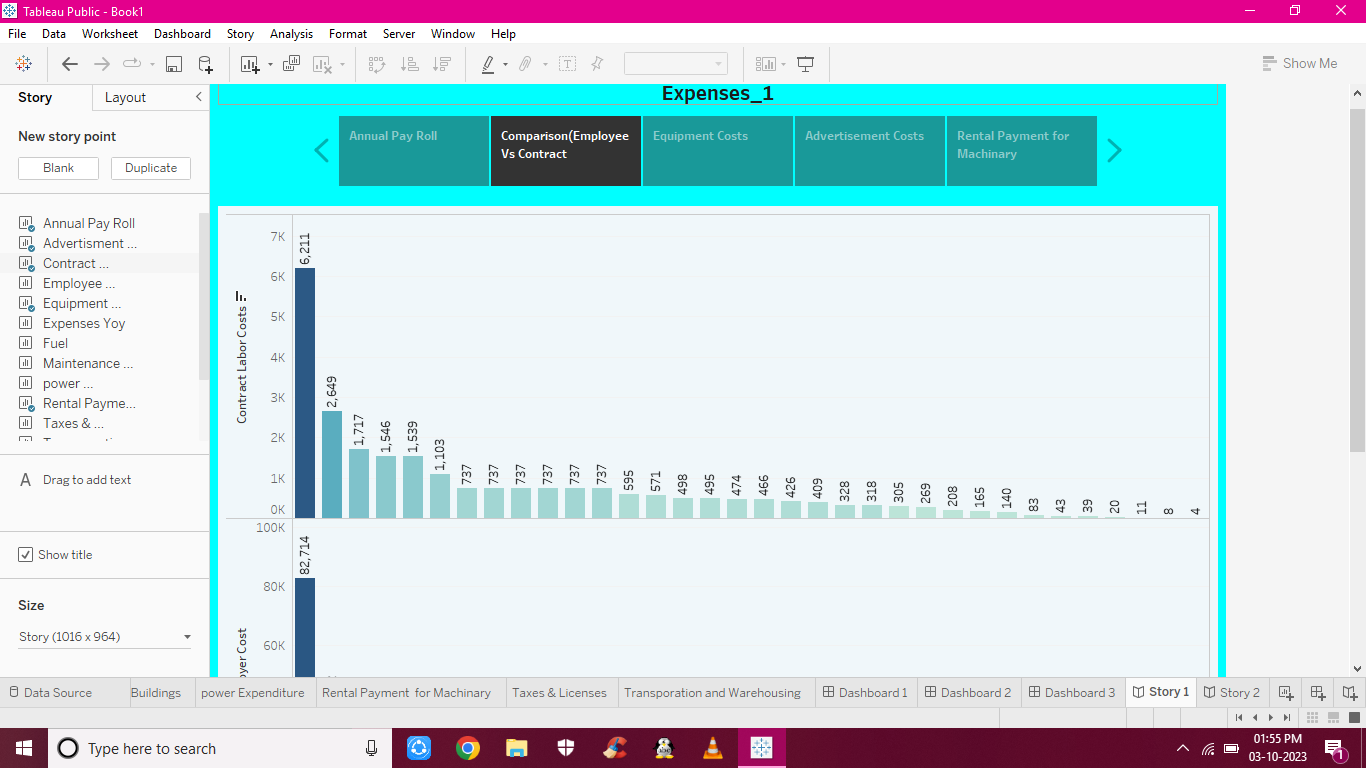 Tableau Public - Book1
File Data Worksheet Dashboard Story Analysis Format Server Window Help
Show Me
Story Layout
New story point
Blank Duplicate
Annual Pay Roll
Advertisment ...
Contract ...
Employee ...
Equipment ...
Expenses Yoy
Fuel
Maintenance ...
power ...
Rental Payme...
Taxes & ...
A Drag to add text
Show title
Size
Story (1016 x 964)
Expenses_1
Annual Pay Roll
Comparison(Employee
Vs Contract
Equipment Costs
Advertisement Costs
Rental Payment for
Machinary
Contract Labor Costs
7K
6K
5K
4K
3K
2K
1K
0K
6,211 2,649 1,717 1,546 1,539 1,103 737 737 737 737 737 737 595 571 498 495 474 466 426 409 328 318 305 269 208 165 140 83 43 39 20 11 8 4
100K
80K
60K
82,714
Cost
Data Source Buildings power Expenditure Rental Payment for Machinary Taxes & Licenses Transporation and Warehousing Dashboard 1 Dashboard 2 Dashboard 3 Story 1 Story 2
Type here to search
01:55 PM
03-10-2023
1